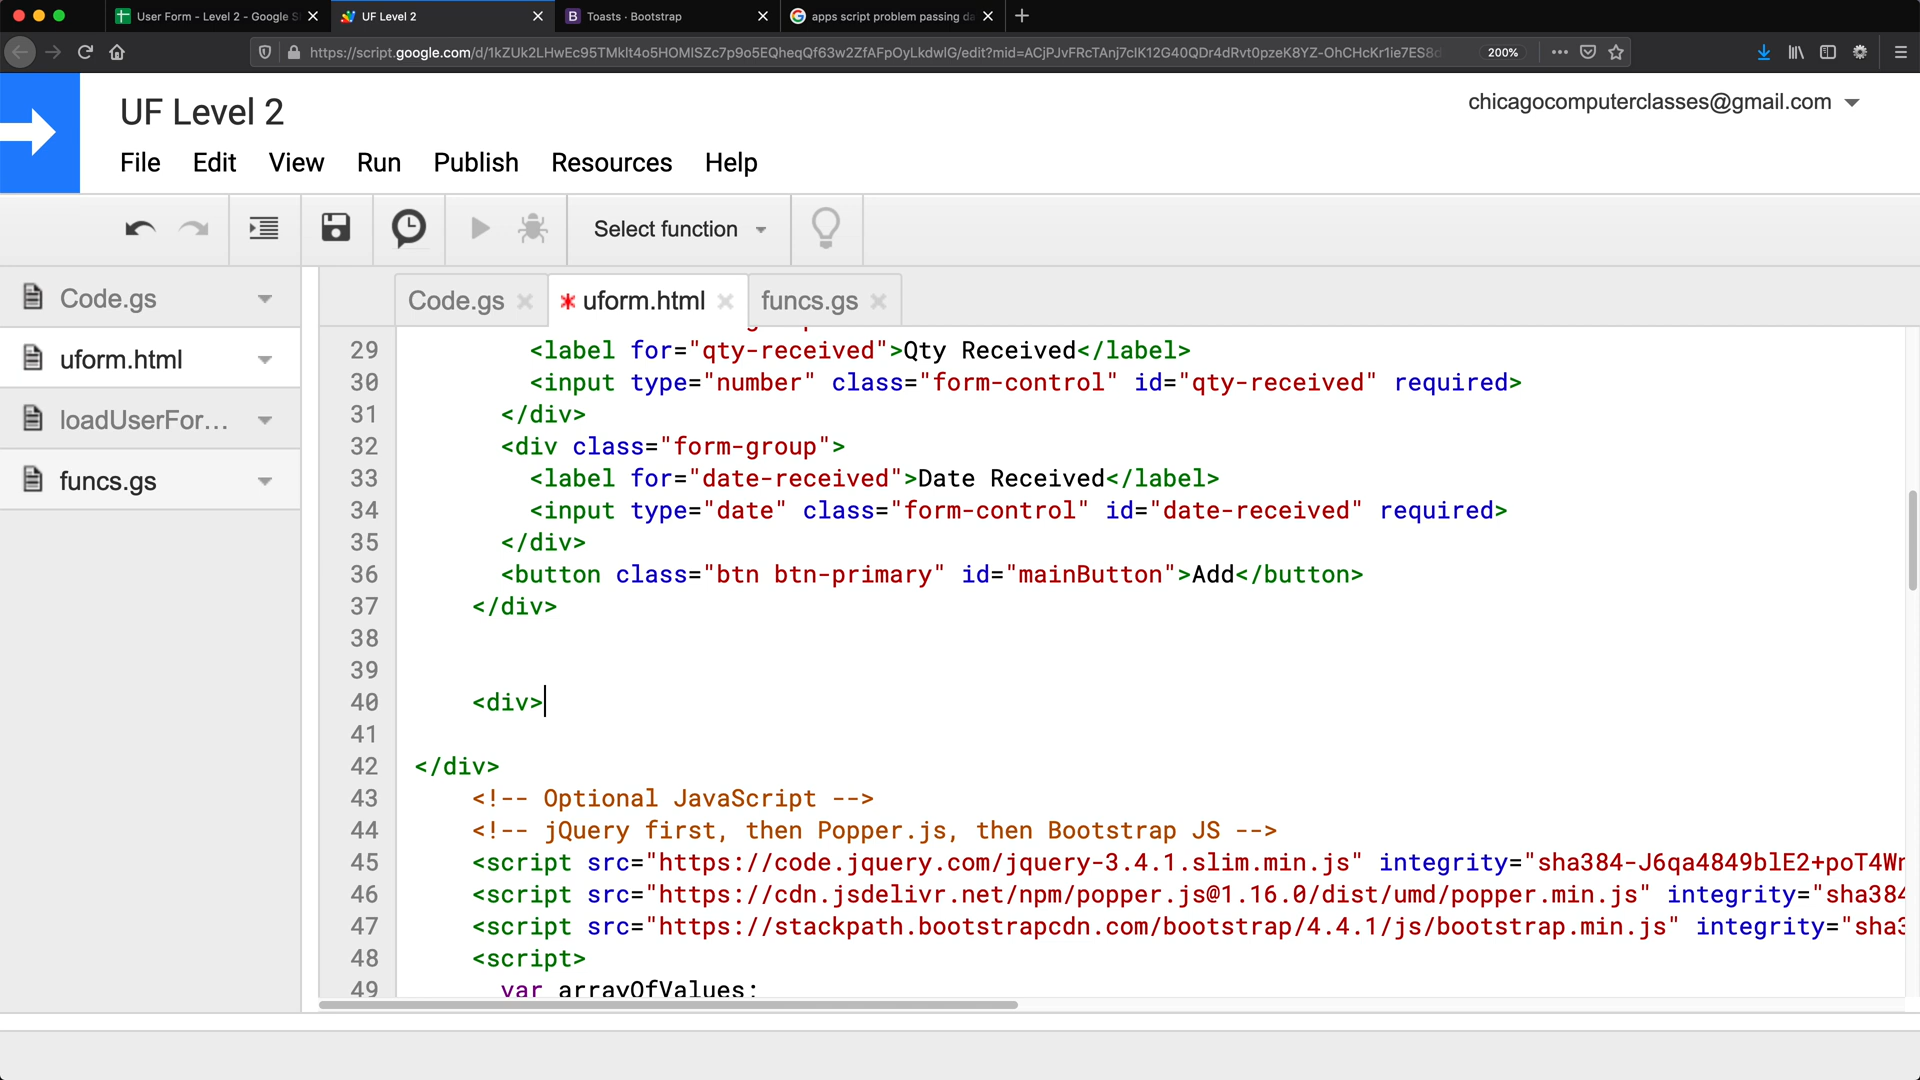 User Form - Level 2 - Google S
UF Level 2
Toasts · Bootstrap
apps script problem passing da
https://script.google.com/d/1kZUk2LHwEc95TMklt4o5HOMISZc7p9o5EQheqQf63w2ZfAFpOyLkdwlG/edit?mid=ACjPJvFRcTAnj7clK12G40QDr4dRvt0pzeK8YZ-OhCHcKr1ie7ES8d
200%
UF Level 2
chicagocomputerclasses@gmail.com
File Edit View Run Publish Resources Help
Select function
Code.gs
uform.html
loadUserFor...
funcs.gs
Code.gs
* uform.html
funcs.gs
29 <label for="qty-received">Qty Received</label>
30 <input type="number" class="form-control" id="qty-received" required>
31 </div>
32 <div class="form-group">
33 <label for="date-received">Date Received</label>
34 <input type="date" class="form-control" id="date-received" required>
35 </div>
36 <button class="btn btn-primary" id="mainButton">Add</button>
37 </div>
38
39
40 <div>
41
42 </div>
43 <!-- Optional JavaScript -->
44 <!-- jQuery first, then Popper.js, then Bootstrap JS -->
45 <script src="https://code.jquery.com/jquery-3.4.1.slim.min.js" integrity="sha384-J6qa4849blE2+poT4Wn
46 <script src="https://cdn.jsdelivr.net/npm/popper.js@1.16.0/dist/umd/popper.min.js" integrity="sha384
47 <script src="https://stackpath.bootstrapcdn.com/bootstrap/4.4.1/js/bootstrap.min.js" integrity="sha3
48 <script>
49 var arrayOfValues;